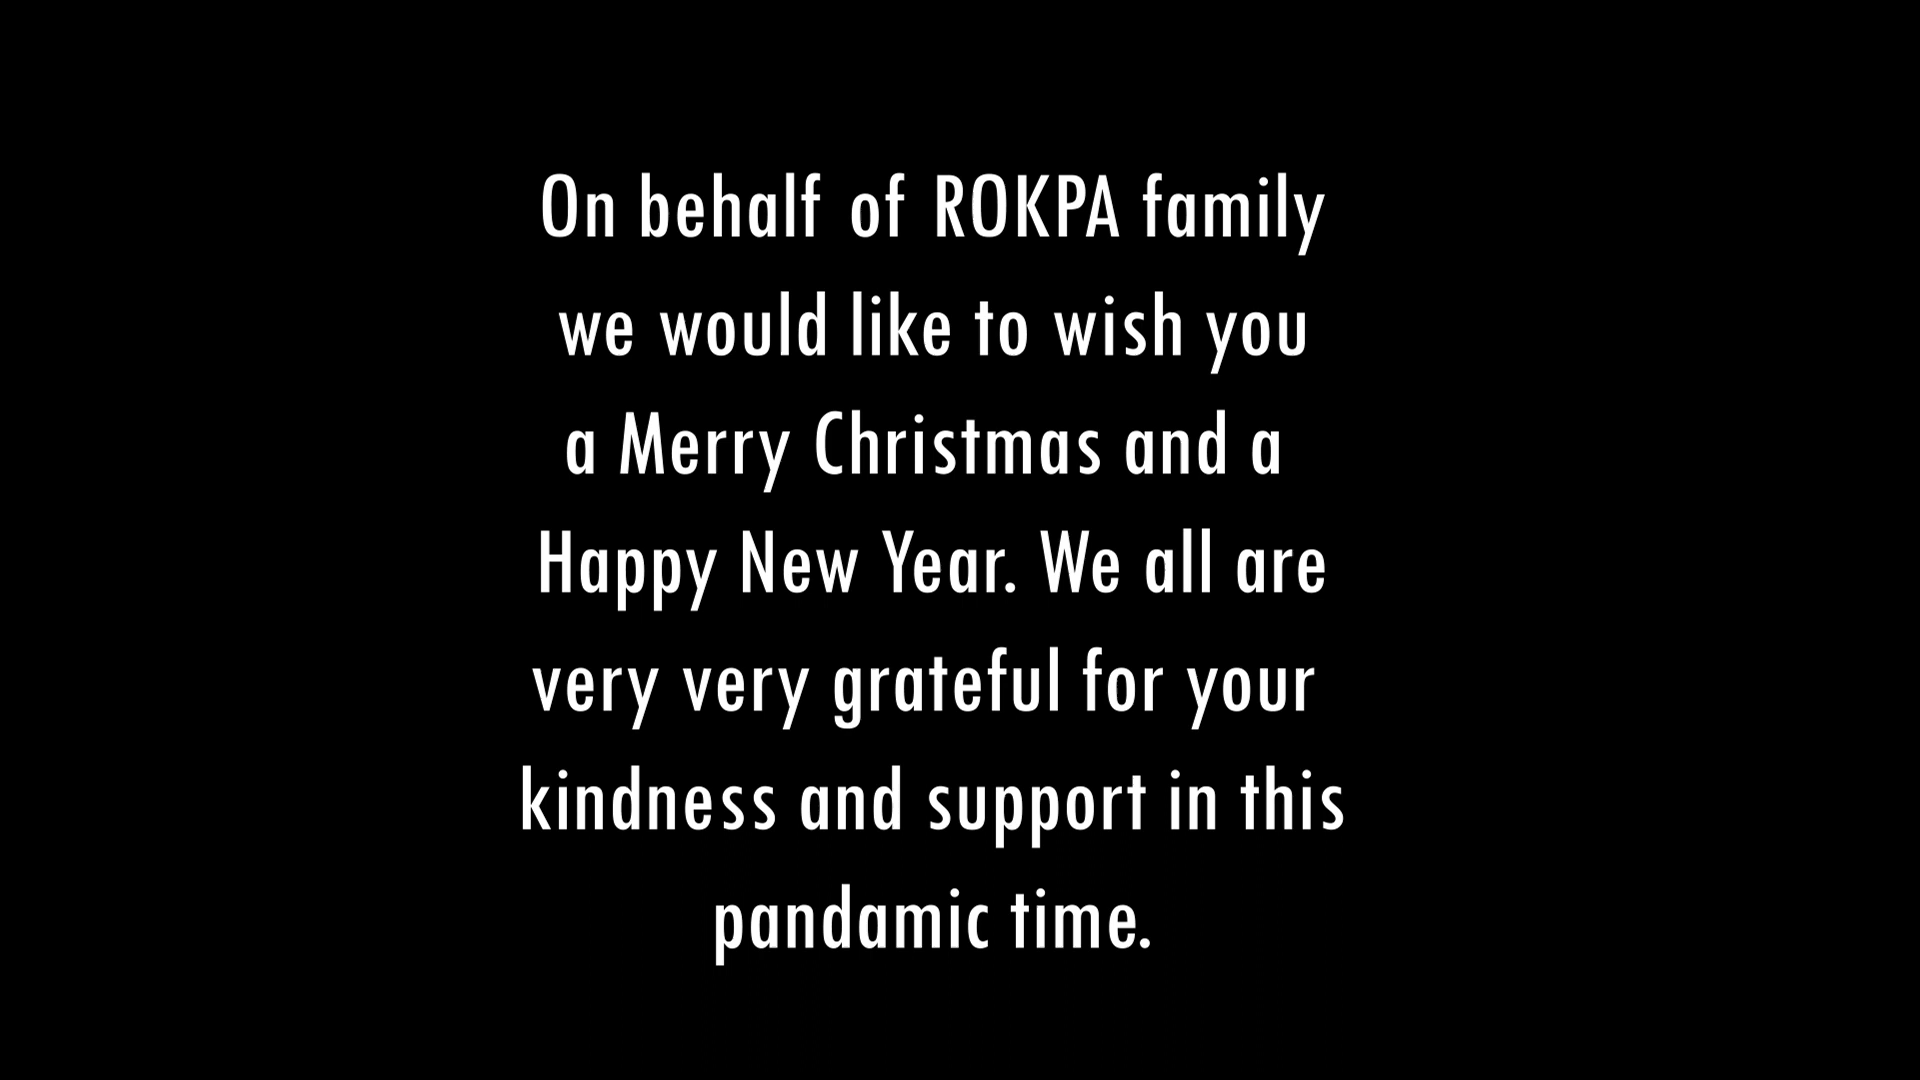 On behalf of ROKPA family
we would like to wish you
a Merry Christmas and a
Happy New Year. We all are
very very grateful for your
kindness and support in this
pandamic time.